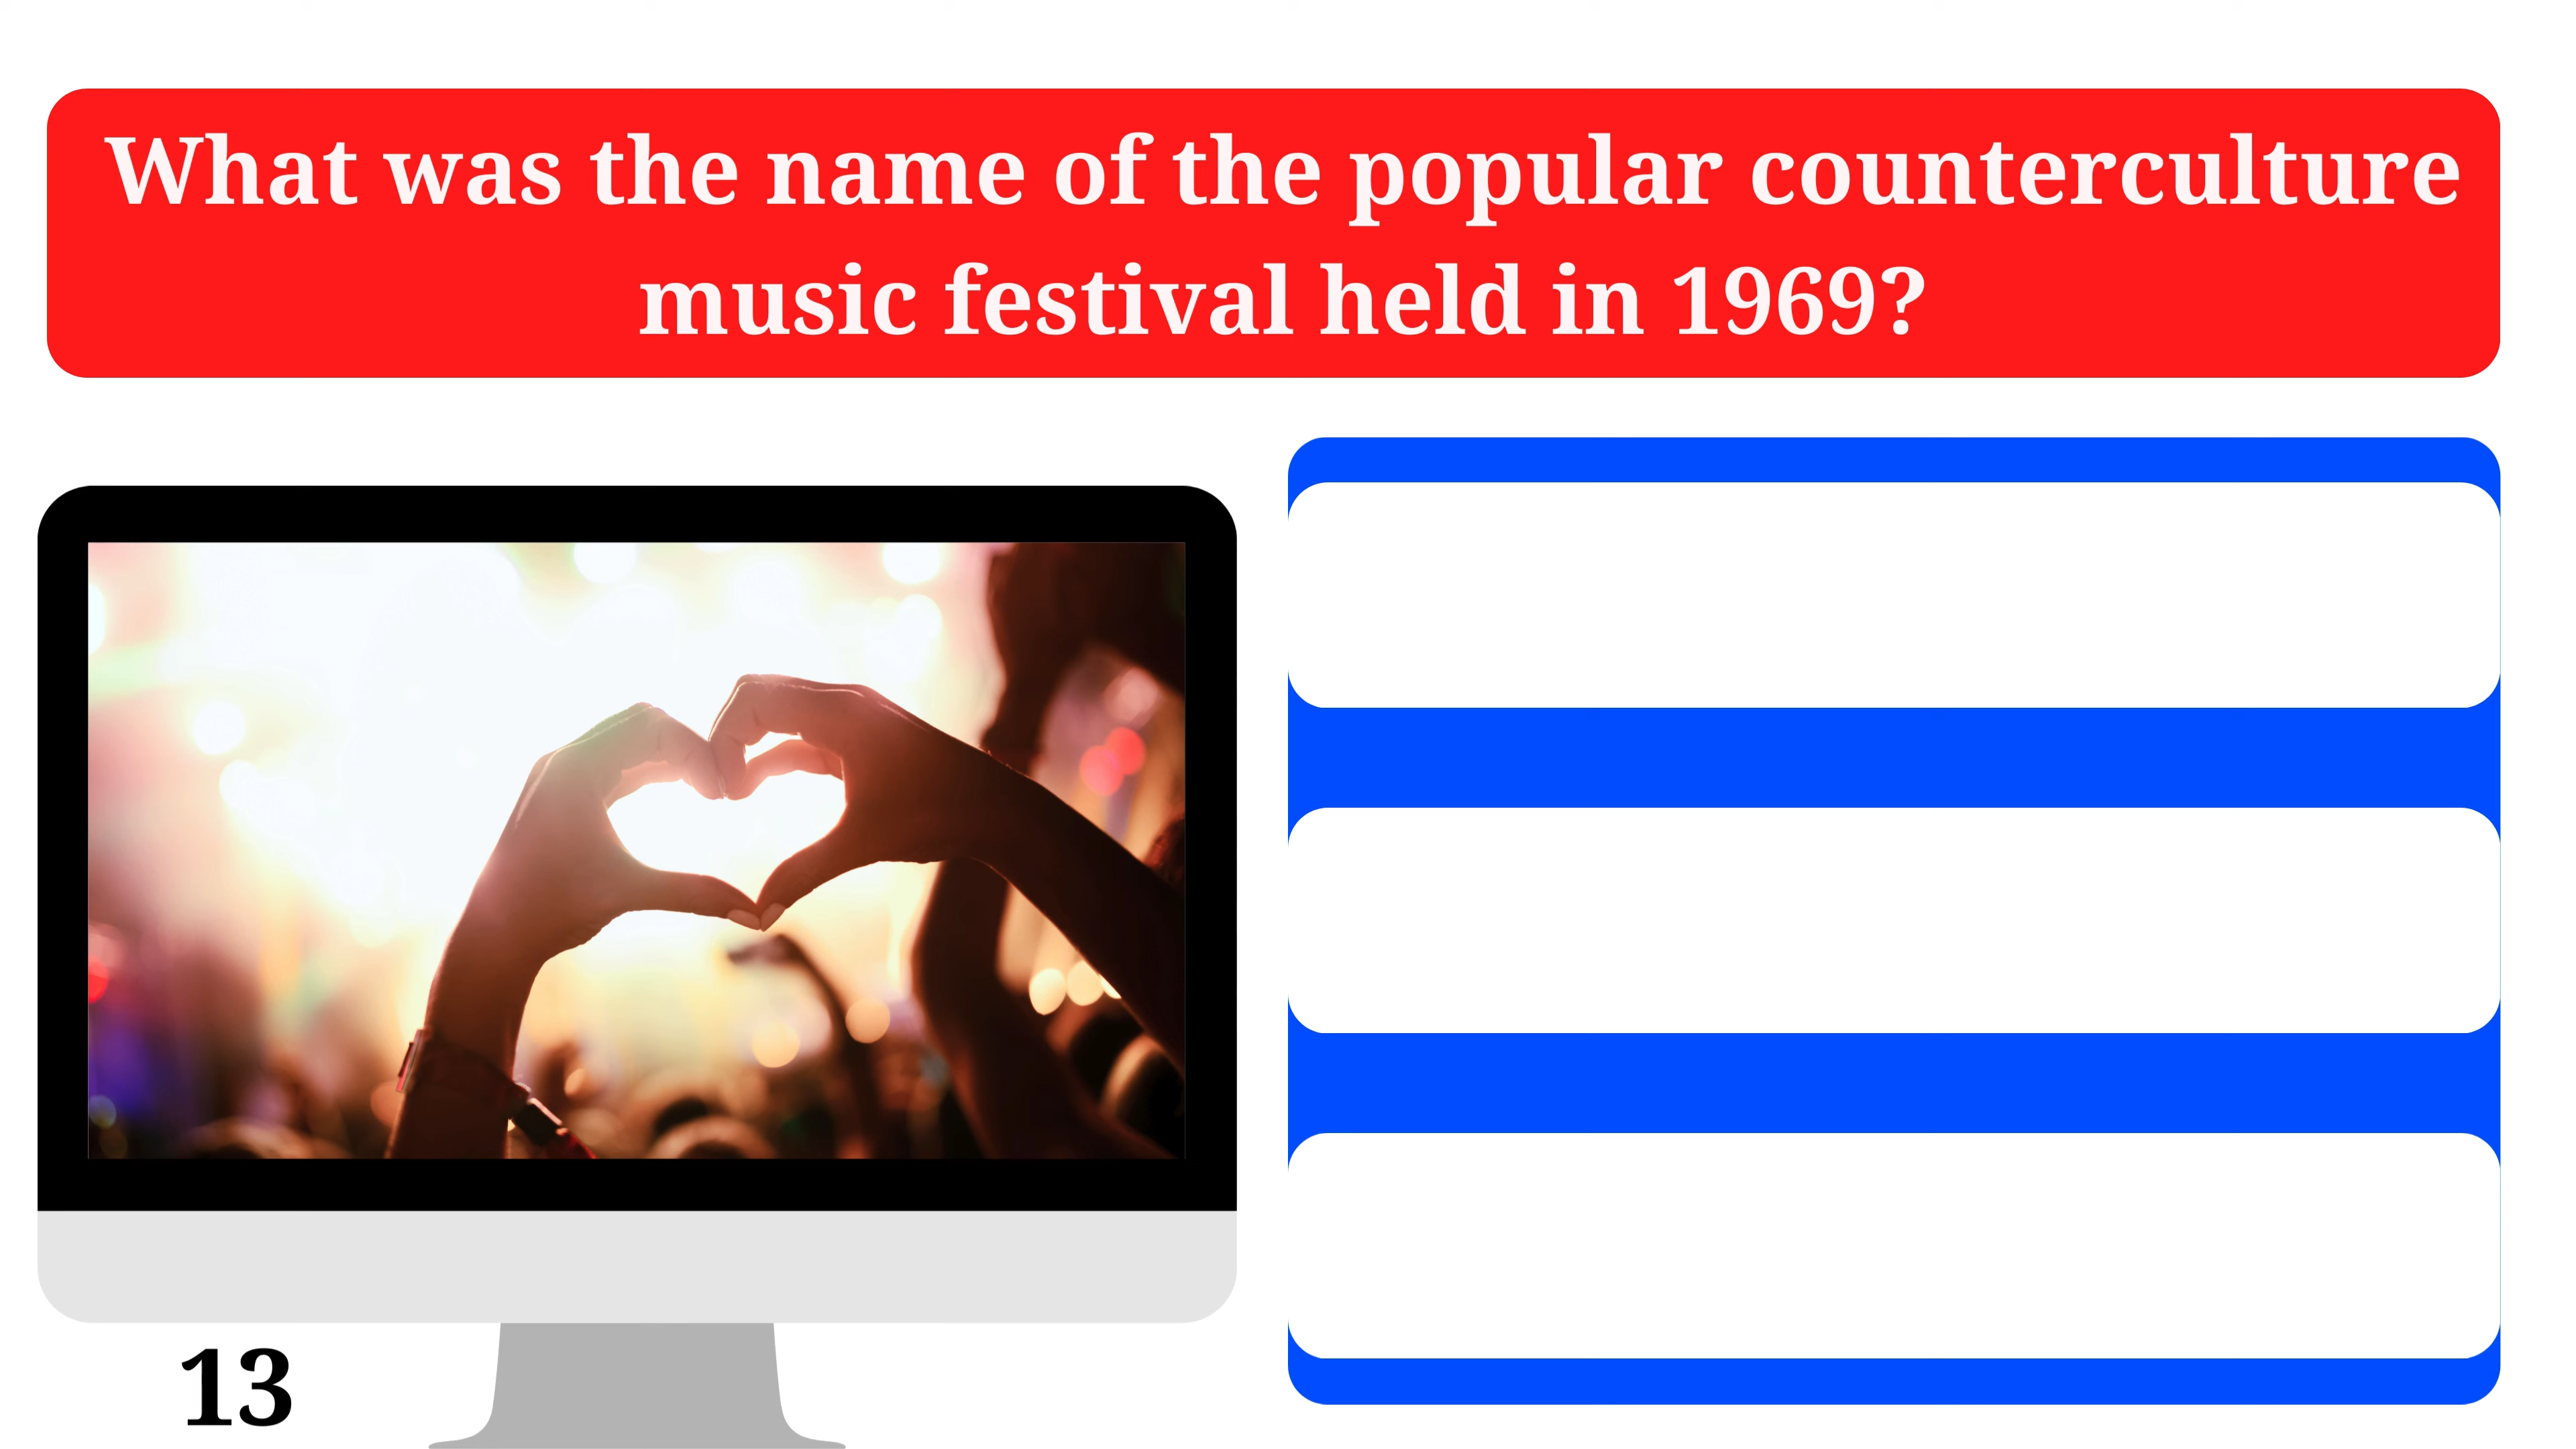 What was the name of the popular counterculture
music festival held in 1969?
13